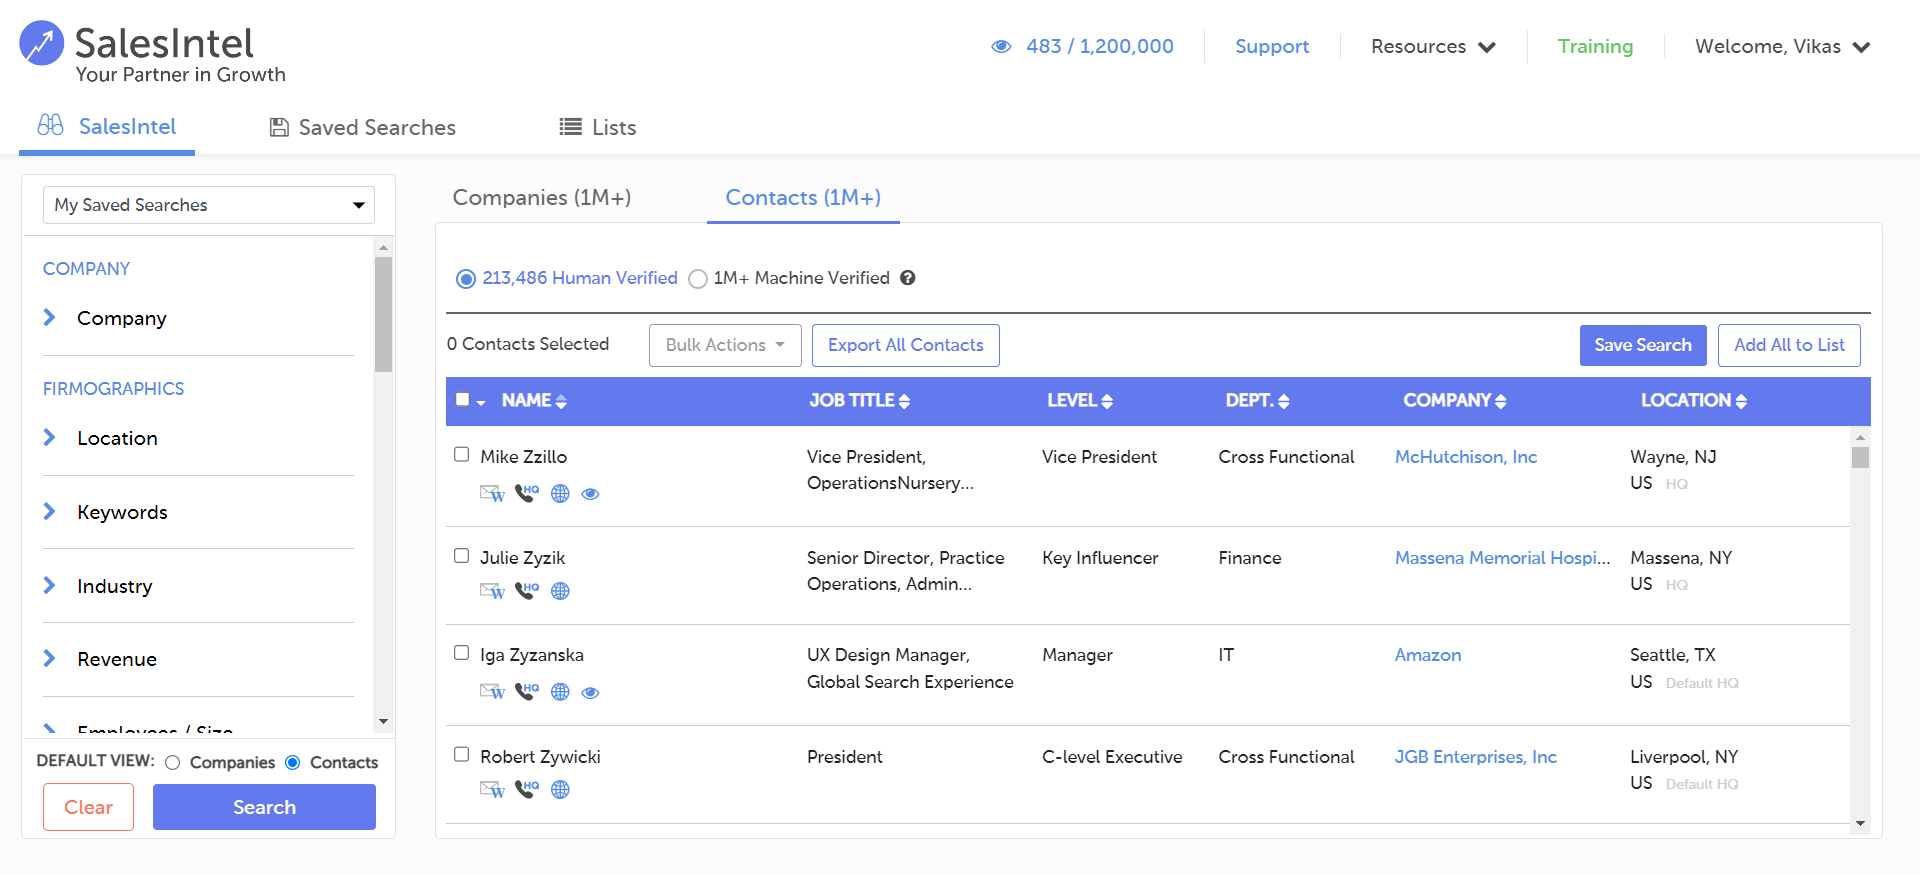 SalesIntel
Your Partner in Growth
483 / 1,200,000
Support
Resources
Training
Welcome, Vikas
SalesIntel
Saved Searches
Lists
My Saved Searches
COMPANY
Company
FIRMOGRAPHICS
Location
Keywords
Industry
Revenue
Employees / Size
DEFAULT VIEW:
Companies
Contacts
Clear
Search
Companies (1M+)
Contacts (1M+)
213,486 Human Verified
1M+ Machine Verified
?
0 Contacts Selected
Bulk Actions
Export All Contacts
Save Search
Add All to List
NAME
JOB TITLE
LEVEL
DEPT.
COMPANY
LOCATION
Mike Zzillo
W
HQ
Vice President,
OperationsNursery...
Vice President
Cross Functional
McHutchison, Inc
Wayne, NJ
US HQ
Julie Zyzik
W
HQ
Senior Director, Practice
Operations, Admin...
Key Influencer
Finance
Massena Memorial Hospi...
Massena, NY
US HQ
Iga Zyzanska
W
HQ
UX Design Manager,
Global Search Experience
Manager
IT
Amazon
Seattle, TX
US Default HQ
Robert Zywicki
W
HQ
President
C-level Executive
Cross Functional
JGB Enterprises, Inc
Liverpool, NY
US Default HQ